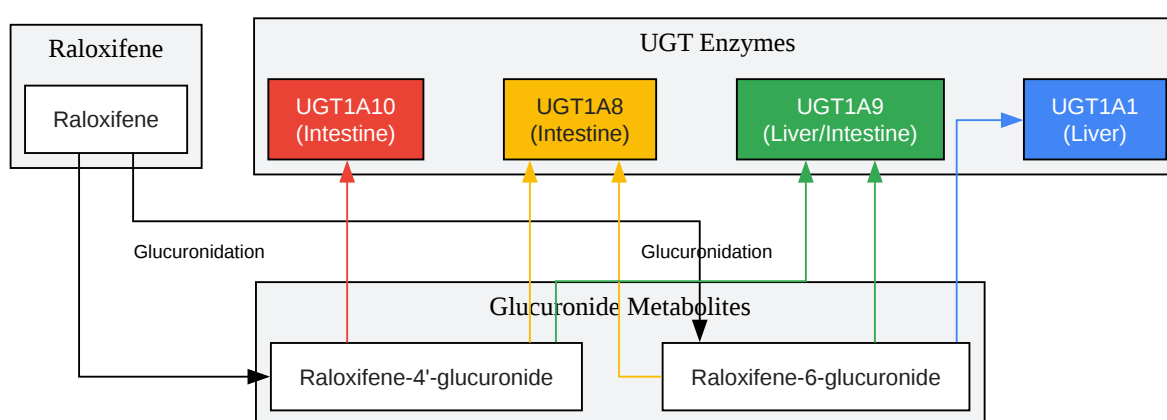 Raloxifene
Raloxifene
UGT Enzymes
UGT1A10
(Intestine)
UGT1A8
(Intestine)
UGT1A9
(Liver/Intestine)
UGT1A1
(Liver)
Glucuronidation
Glucuronidation
Glucuronide Metabolites
Raloxifene-4'-glucuronide
Raloxifene-6-glucuronide